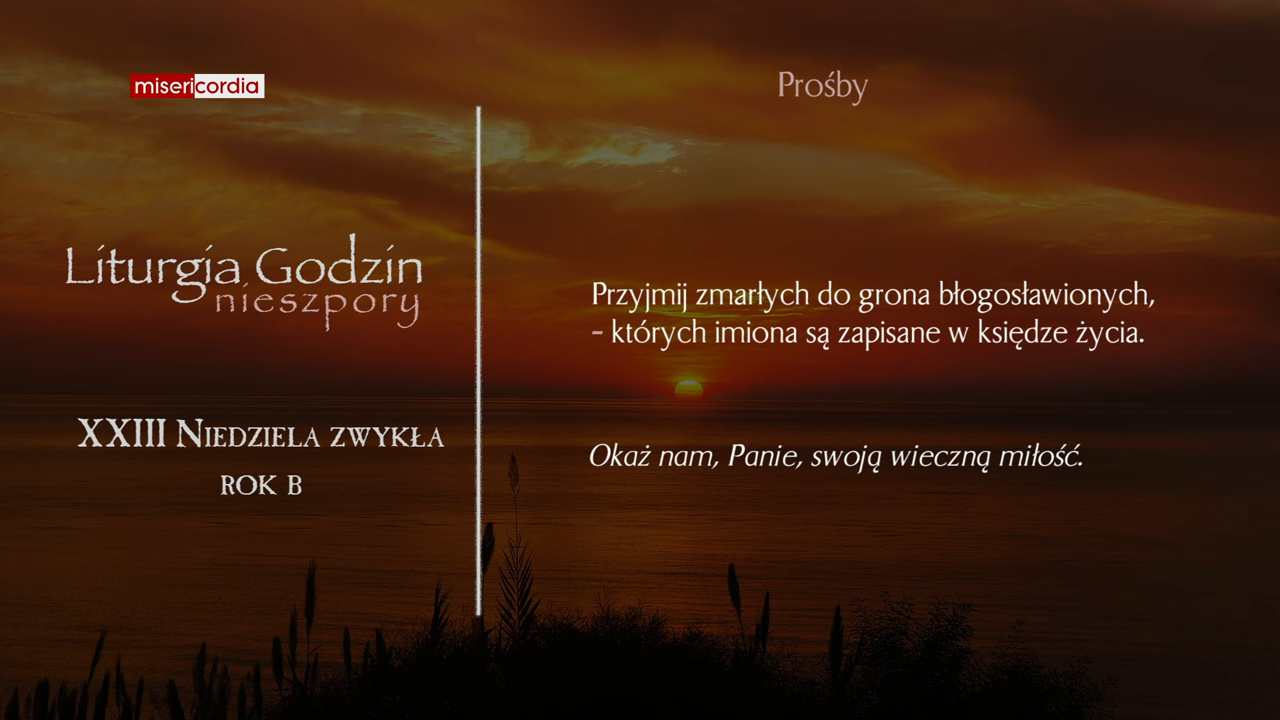 misericordia
Liturgia Godzin
nieszpory
XXIII Niedziela zwykła
rok B
Prośby
Przyjmij zmarłych do grona błogosławionych,
- których imiona są zapisane w księdze życia.
Okaż nam, Panie, swoją wieczną miłość.